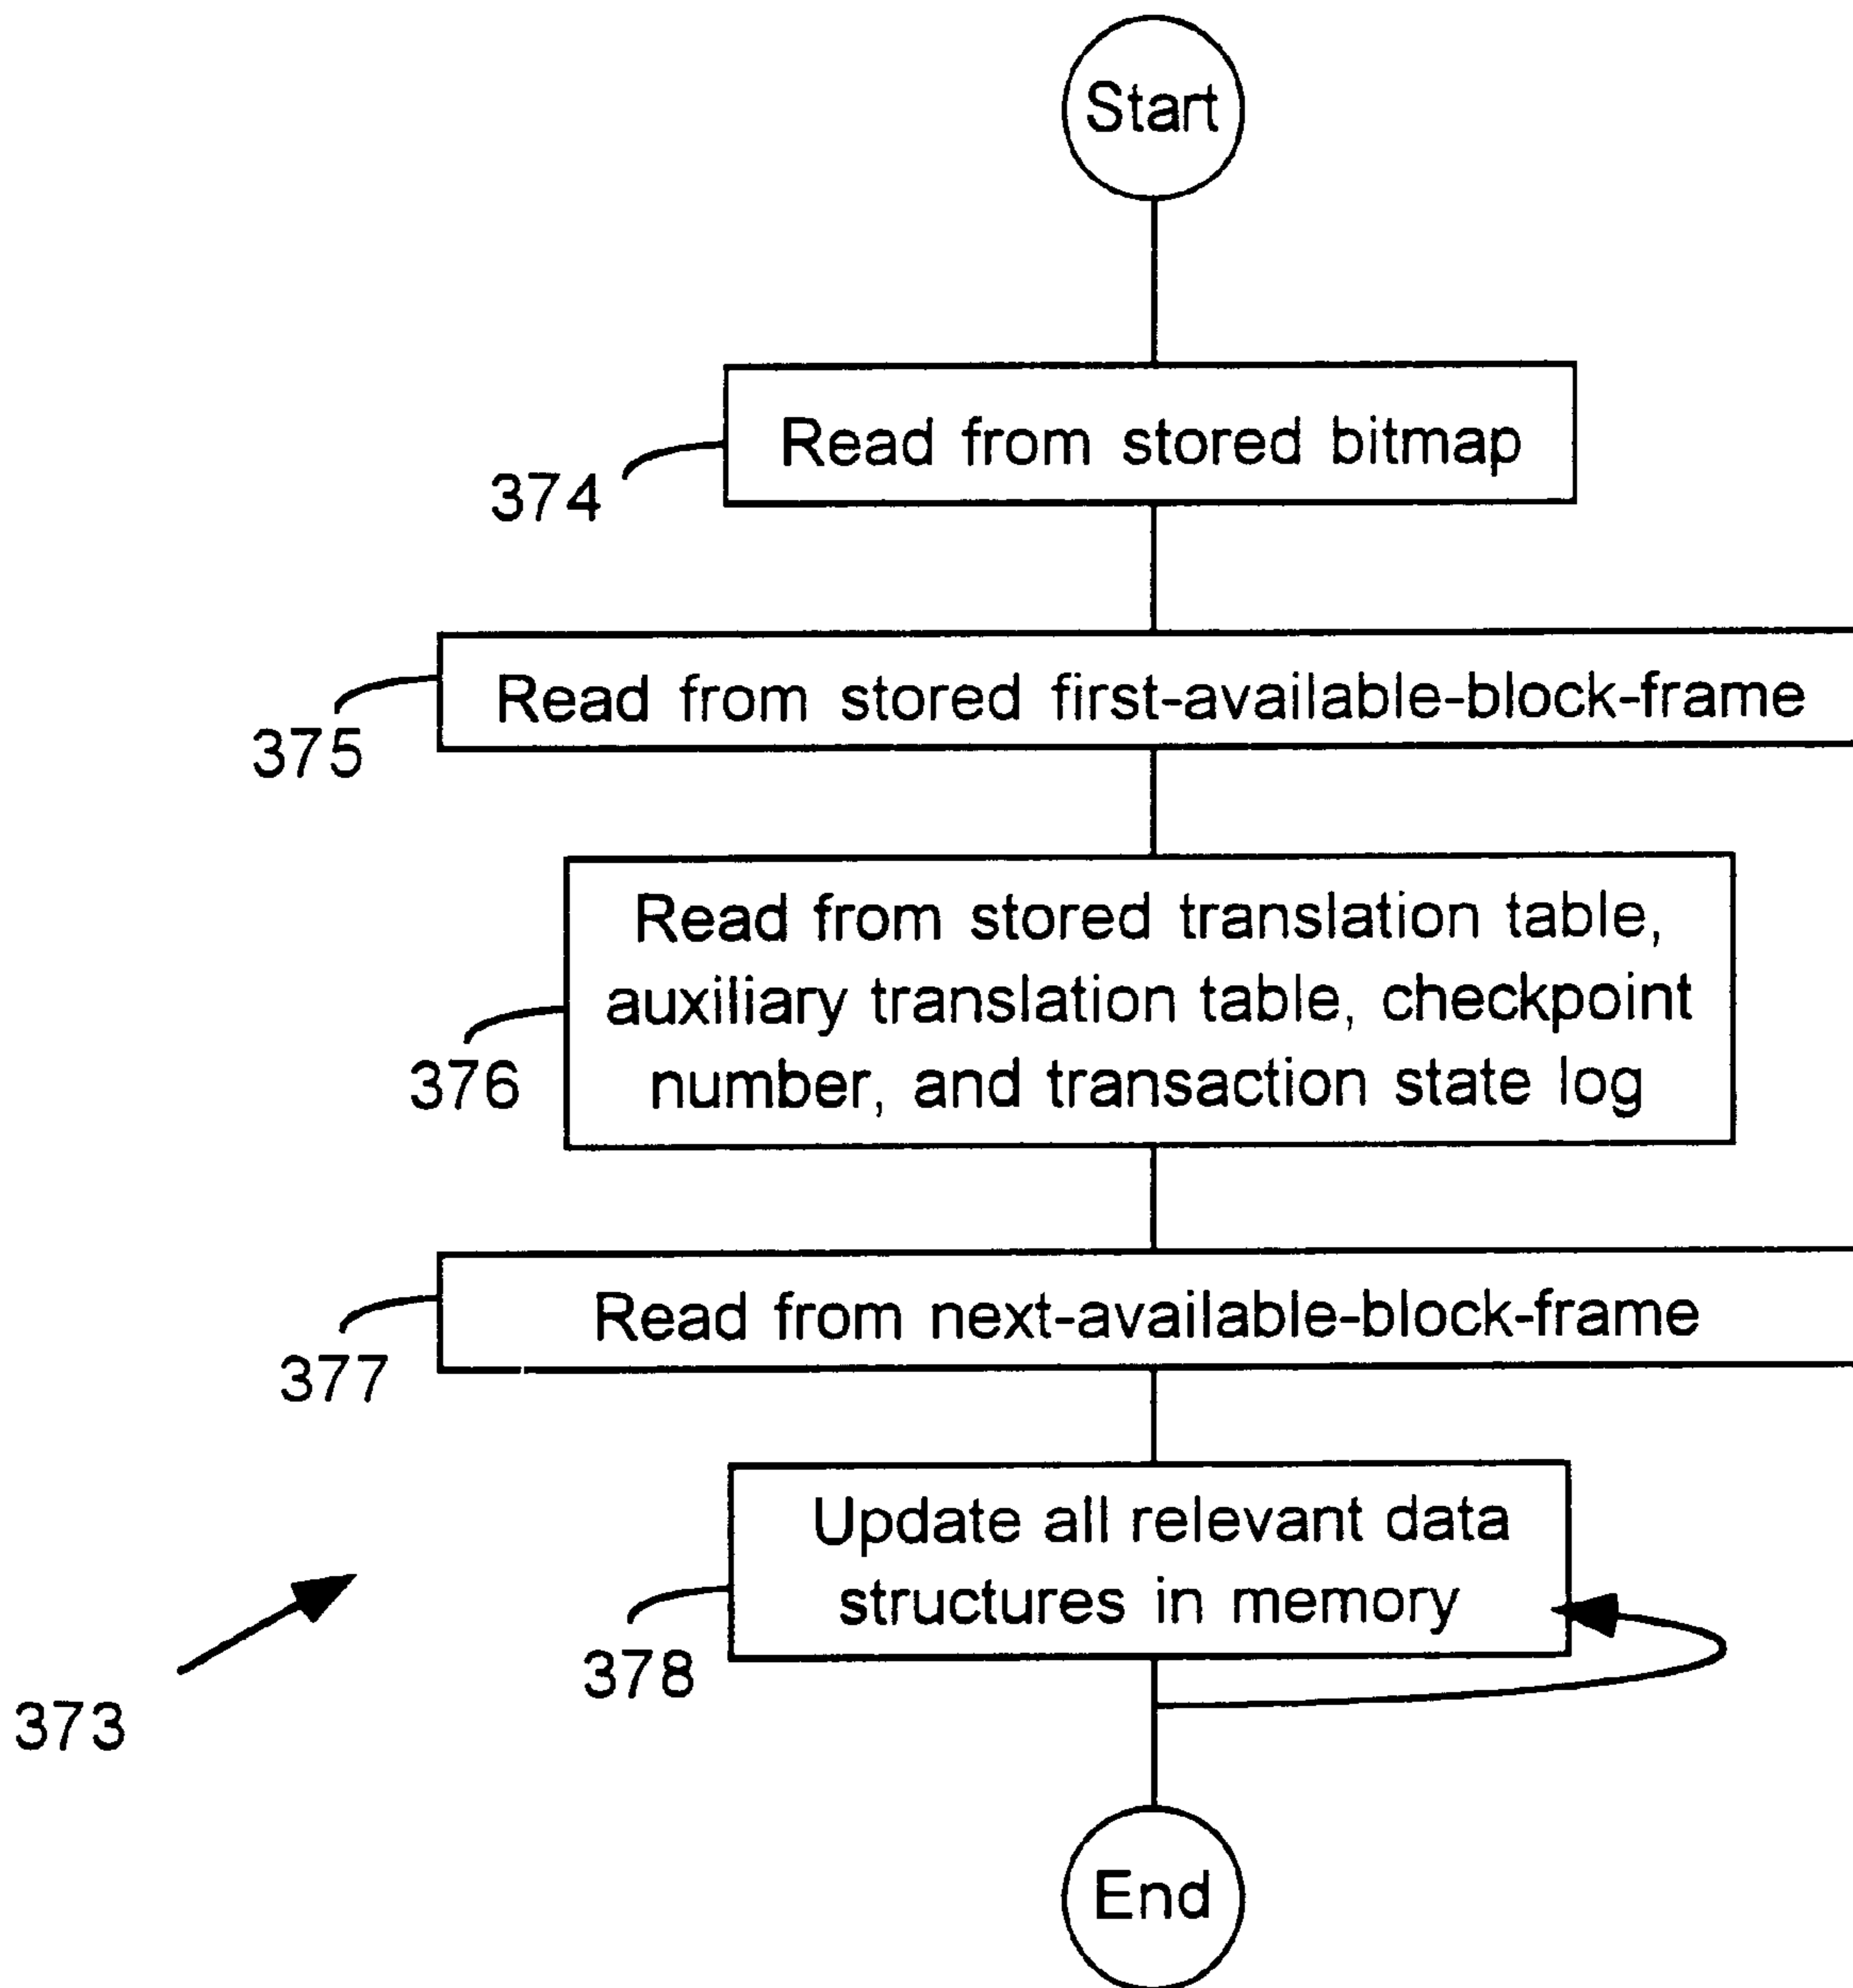 Start
Read from stored bitmap
374
Read from stored first-available-block-frame
375
Read from stored translation table,
auxiliary translation table, checkpoint
number, and transaction state log
376
Read from next-available-block-frame
377
Update all relevant data
structures in memory
378
373
End